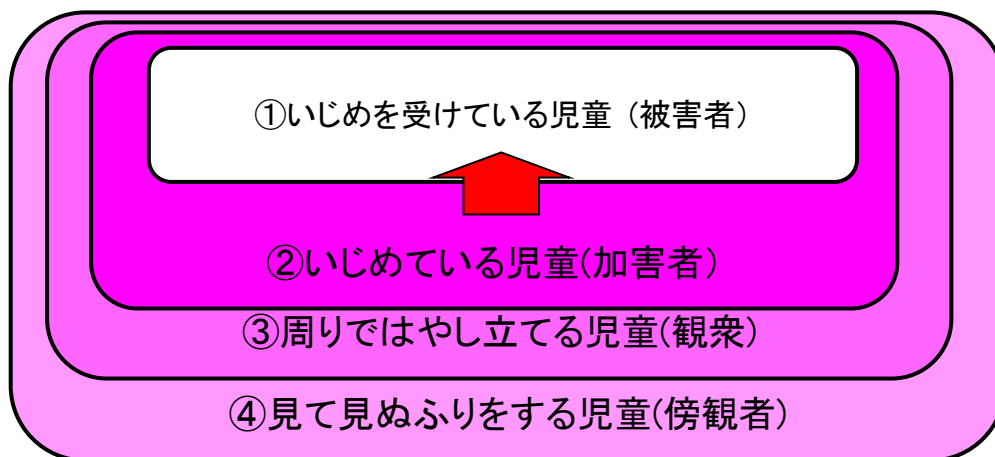 ①いじめを受けている児童（被害者）
②いじめている児童(加害者）
③周りではやし立てる児童(観衆）
④見て見ぬふりをする児童(傍観者）